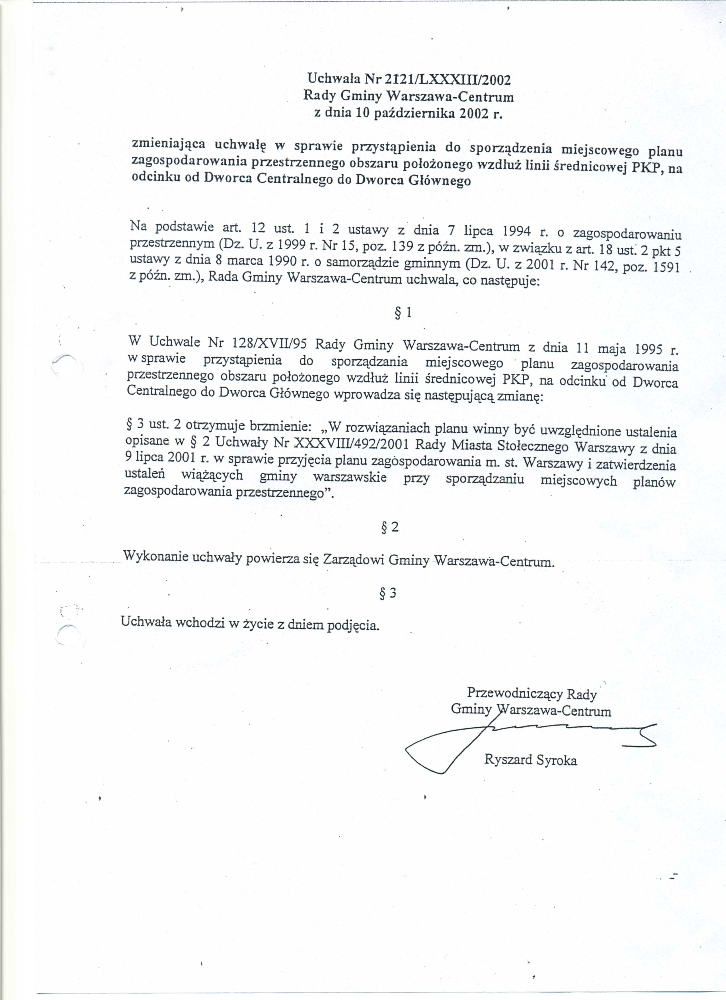 Uchwała Nr 2121/LXXXIII/2002
Rady Gminy Warszawa-Centrum
z dnia 10 października 2002 r.
zmieniająca uchwałę w sprawie przystąpienia do sporządzenia miejscowego planu
zagospodarowania przestrzennego obszaru położonego wzdłuż linii średnicowej PKP, na
odcinku od Dworca Centralnego do Dworca Głównego
Na podstawie art. 12 ust. 1 i 2 ustawy z dnia 7 lipca 1994 r. o zagospodarowaniu
przestrzennym (Dz. U. z 1999 r. Nr 15, poz. 139 z późn. zm.), w związku z art. 18 ust. 2 pkt 5
ustawy z dnia 8 marca 1990 r. o samorządzie gminnym (Dz. U. z 2001 r. Nr 142, poz. 1591
z późn. zm.), Rada Gminy Warszawa-Centrum uchwala, co następuje:
§ 1
W Uchwale Nr 128/XVII/95 Rady Gminy Warszawa-Centrum z dnia 11 maja 1995 r.
w sprawie przystąpienia do sporządzania miejscowego planu zagospodarowania
przestrzennego obszaru położonego wzdłuż linii średnicowej PKP, na odcinku od Dworca
Centralnego do Dworca Głównego wprowadza się następującą zmianę:
§ 3 ust. 2 otrzymuje brzmienie: „W rozwiązaniach planu winny być uwzględnione ustalenia
opisane w § 2 Uchwały Nr XXXVIII/492/2001 Rady Miasta Stołecznego Warszawy z dnia
9 lipca 2001 r. w sprawie przyjęcia planu zagospodarowania m. st. Warszawy i zatwierdzenia
ustaleń wiążących gminy warszawskie przy sporządzaniu miejscowych planów
zagospodarowania przestrzennego”.
§ 2
Wykonanie uchwały powierza się Zarządowi Gminy Warszawa-Centrum.
§ 3
Uchwała wchodzi w życie z dniem podjęcia.
Przewodniczący Rady
Gminy Warszawa-Centrum
Ryszard Syroka